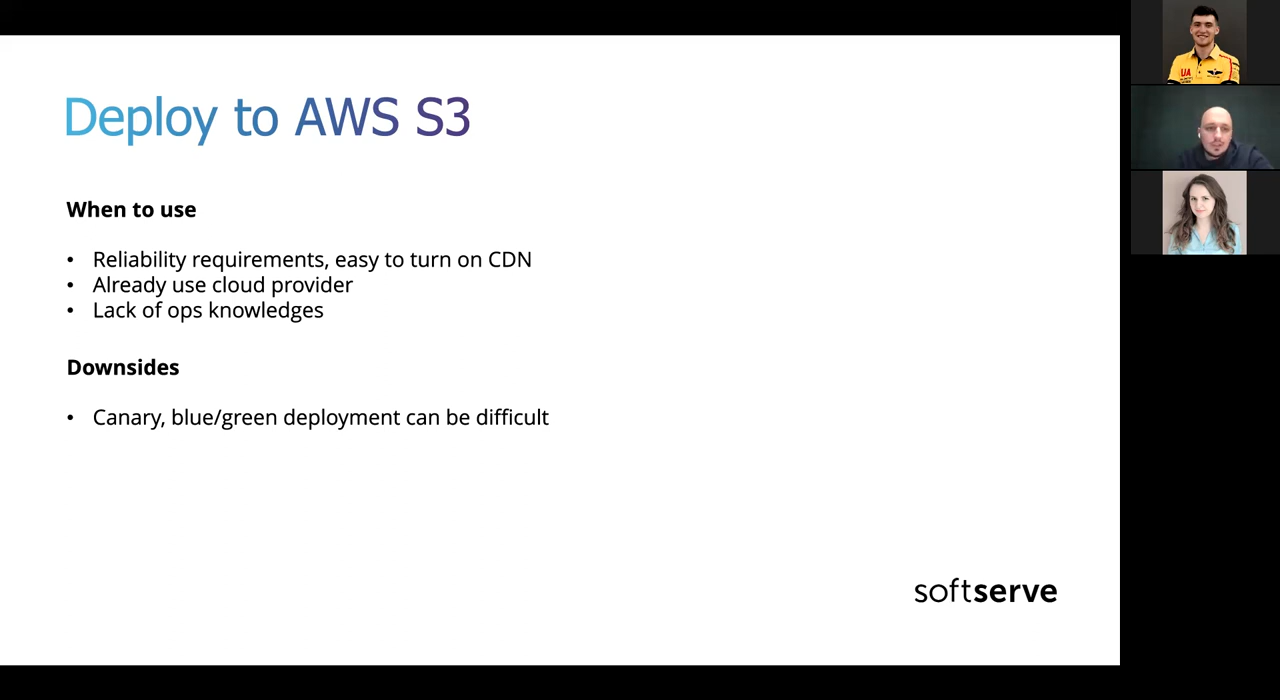 Deploy to AWS S3
When to use
• Reliability requirements, easy to turn on CDN
• Already use cloud provider
• Lack of ops knowledges
Downsides
• Canary, blue/green deployment can be difficult
softserve
UA